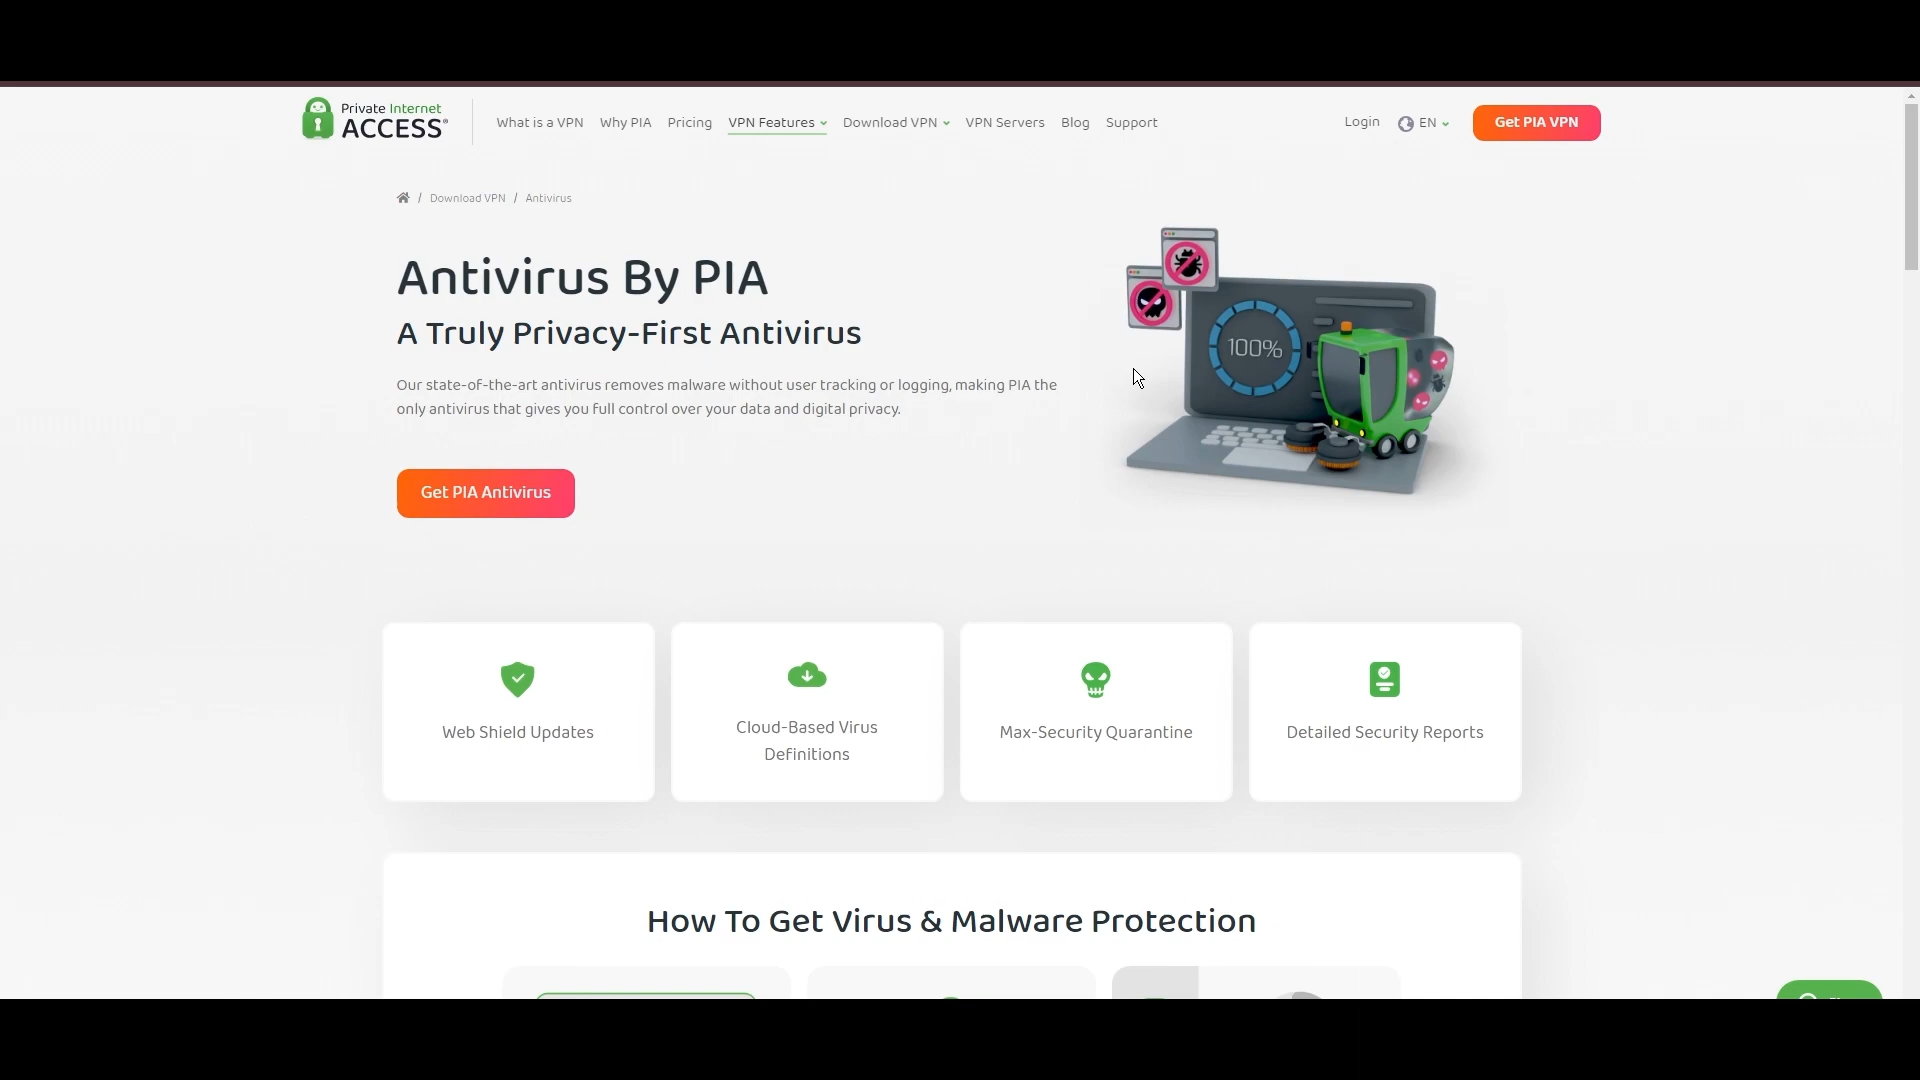 Private Internet
ACCESS®
What is a VPN
Why PIA
Pricing
VPN Features
Download VPN
VPN Servers
Blog
Support
Login
EN
Get PIA VPN
/ Download VPN / Antivirus
Antivirus By PIA
A Truly Privacy-First Antivirus
Our state-of-the-art antivirus removes malware without user tracking or logging, making PIA the
only antivirus that gives you full control over your data and digital privacy.
Get PIA Antivirus
100%
Web Shield Updates
Cloud-Based Virus
Definitions
Max-Security Quarantine
Detailed Security Reports
How To Get Virus & Malware Protection